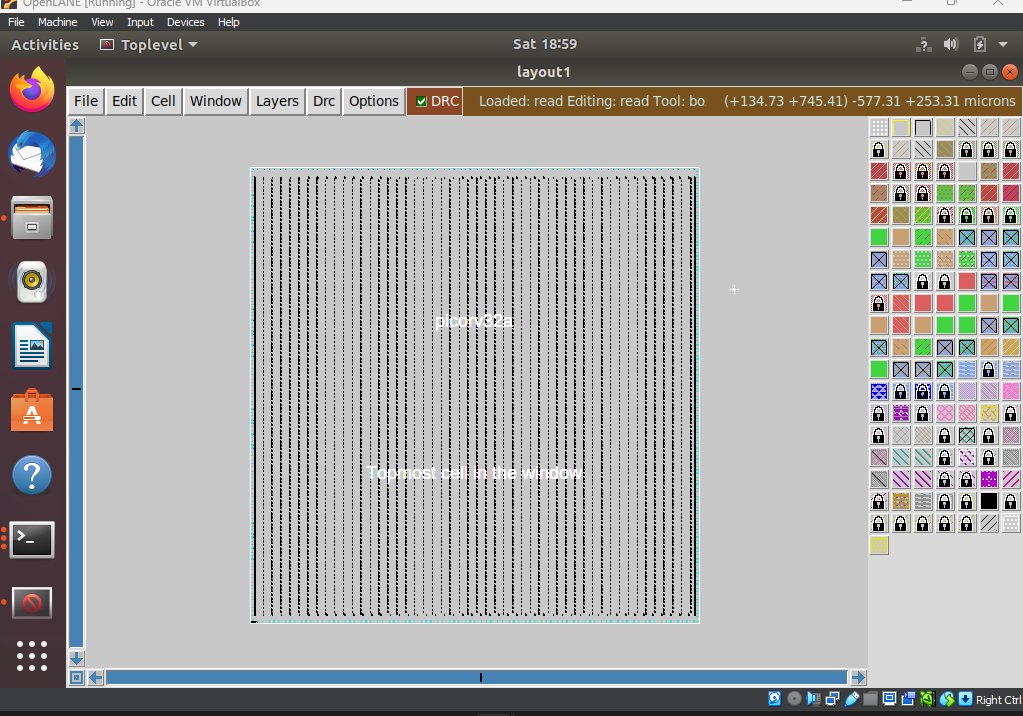 OpenLANE [Running] - Oracle VM VirtualBox
File Machine View Input Devices Help
Activities Toplevel Sat 18:59
layout1
File Edit Cell Window Layers Drc Options DRC Loaded: read Editing: read Tool: bo (+134.73 +745.41) -577.31 +253.31 microns
picorv32a
Topmost cell in the window
Right Ctrl